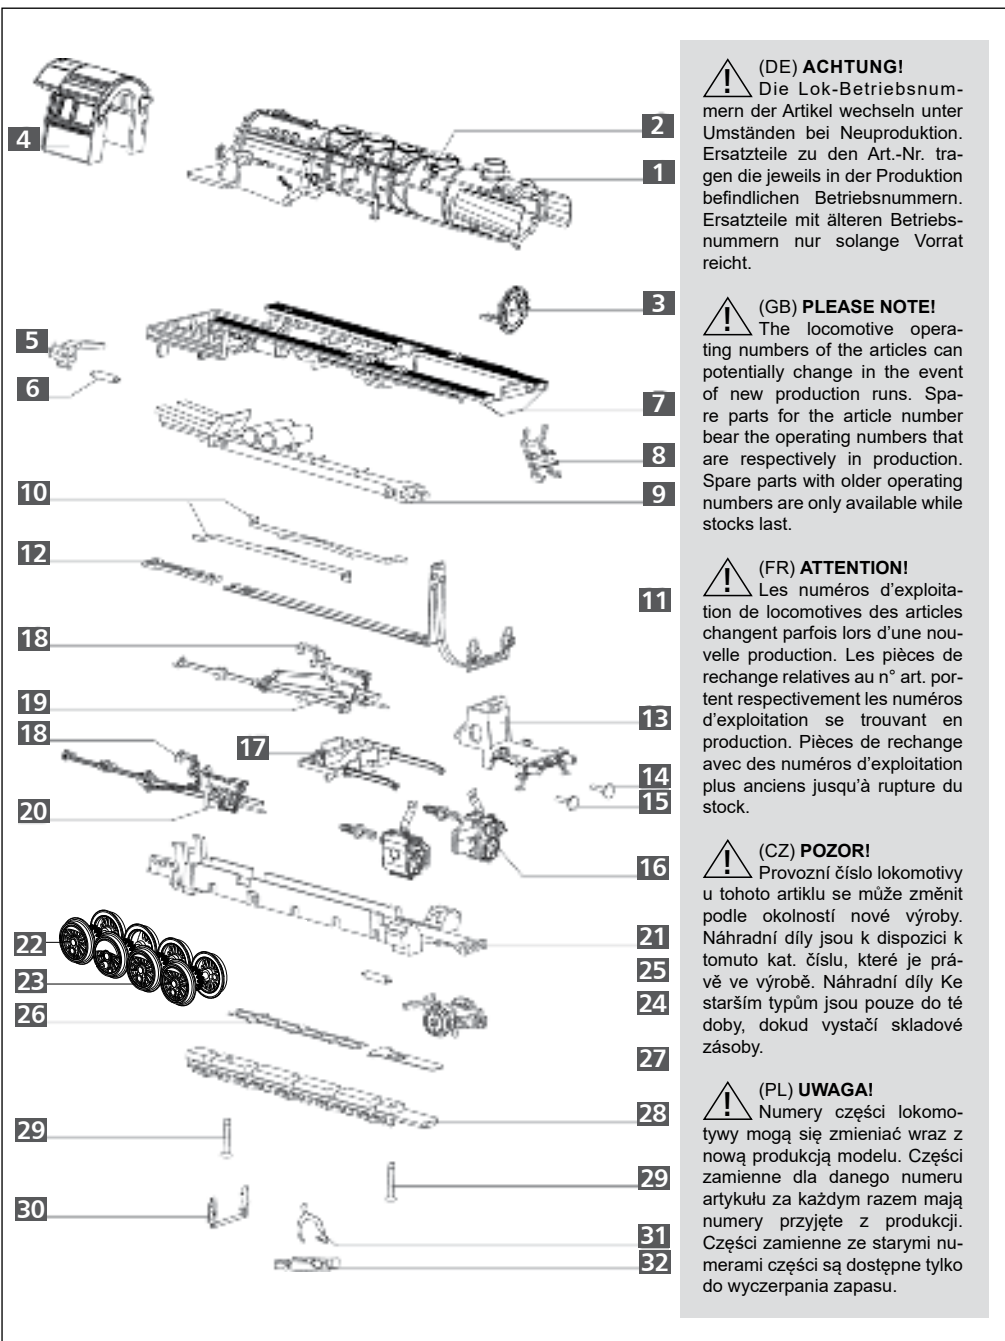 4
2
1
3
5
6
7
8
9
10
12
11
18
19
13
17
18
14
15
20
16
22
21
23
25
24
26
27
28
29
29
30
31
32
(DE) ACHTUNG!
Die Lok-Betriebsnum-
mern der Artikel wechseln unter
Umständen bei Neuproduktion.
Ersatzteile zu den Art.-Nr. tra-
gen die jeweils in der Produktion
befindlichen Betriebsnummern.
Ersatzteile mit älteren Betriebs-
nummern nur solange Vorrat
reicht.
(GB) PLEASE NOTE!
The locomotive opera-
ting numbers of the articles can
potentially change in the event
of new production runs. Spa-
re parts for the article number
bear the operating numbers that
are respectively in production.
Spare parts with older operating
numbers are only available while
stocks last.
(FR) ATTENTION!
Les numéros d'exploita-
tion de locomotives des articles
changent parfois lors d'une nou-
velle production. Les pièces de
rechange relatives au n° art. por-
tent respectivement les numéros
d'exploitation se trouvant en
production. Pièces de rechange
avec des numéros d'exploitation
plus anciens jusqu'à rupture du
stock.
(CZ) POZOR!
Provozní číslo lokomotivy
u tohoto artiklu se může změnit
podle okolností nové výroby.
Náhradní díly jsou k dispozici k
tomuto kat. číslu, které je prá-
vě ve výrobě. Náhradní díly Ke
starším typům jsou pouze do té
doby, dokud vystačí skladové
zásoby.
(PL) UWAGA!
Numery części lokomo-
tywy mogą się zmieniać wraz z
nową produkcją modelu. Części
zamienne dla danego numeru
artykułu za każdym razem mają
numery przyjęte z produkcji.
Części zamienne ze starymi nu-
merami części są dostępne tylko
do wyczerpania zapasu.